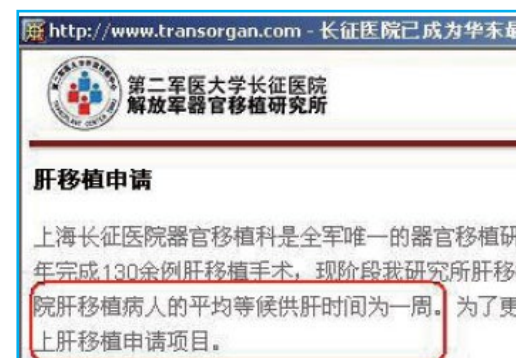 http://www.transorgan.com - 长征医院已成为华东
第二军医大学长征医院
解放军器官移植研究所
肝移植申请
上海长征医院器官移植科是全军唯一的器官移植研
年完成130余例肝移植手术，现阶段我研究所肝移
院肝移植病人的平均等候供肝时间为一周。为了更
上肝移植申请项目。